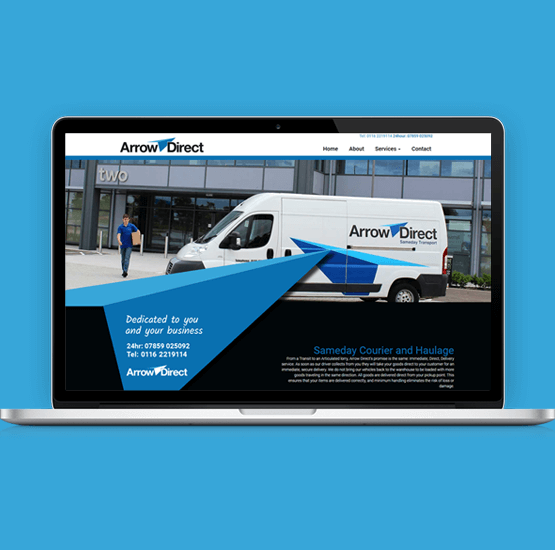 Tel: 0116 2219114 24hour: 07859 025092
Arrow Direct
Home About Services Contact
two
Arrow Direct
Sameday Transport
Dedicated to you
and your business
24hr: 07859 025092
Tel: 0116 2219114
Arrow Direct
Sameday Courier and Haulage
From a Transit to an Articulated lorry, Arrow Direct's promise is the same: Immediate, Direct, Delivery
service. As soon as our driver collects from you they will take your goods direct to your customer for an
immediate, secure delivery. We do not bring our vehicles back to the warehouse to be loaded with more
goods traveling in the same direction. All goods are delivered direct from your pickup point. This
ensures that your items are delivered correctly, and minimum handling eliminates the risk of loss or
damage.